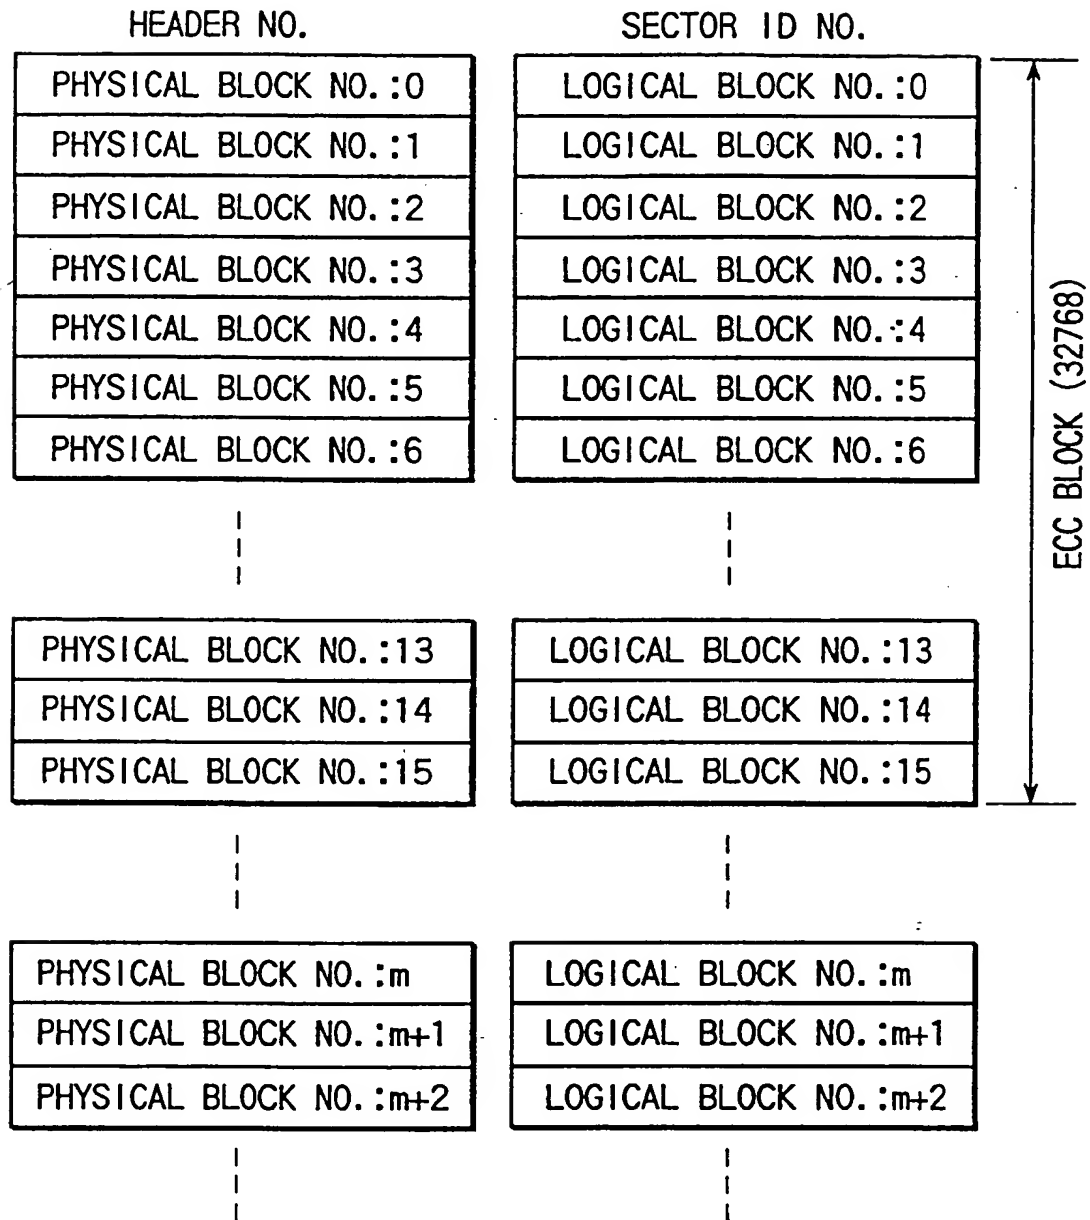 HEADER NO.
PHYSICAL BLOCK NO.:0
PHYSICAL BLOCK NO.:1
PHYSICAL BLOCK NO.:2
PHYSICAL BLOCK NO.:3
PHYSICAL BLOCK NO.:4
PHYSICAL BLOCK NO.:5
PHYSICAL BLOCK NO.:6
PHYSICAL BLOCK NO.:13
PHYSICAL BLOCK NO.:14
PHYSICAL BLOCK NO.:15
PHYSICAL BLOCK NO.:m
PHYSICAL BLOCK NO.:m+1
PHYSICAL BLOCK NO.:m+2
SECTOR ID NO.
LOGICAL BLOCK NO.:0
LOGICAL BLOCK NO.:1
LOGICAL BLOCK NO.:2
LOGICAL BLOCK NO.:3
LOGICAL BLOCK NO.:4
LOGICAL BLOCK NO.:5
LOGICAL BLOCK NO.:6
LOGICAL BLOCK NO.:13
LOGICAL BLOCK NO.:14
LOGICAL BLOCK NO.:15
LOGICAL BLOCK NO.:m
LOGICAL BLOCK NO.:m+1
LOGICAL BLOCK NO.:m+2
ECC BLOCK (32768)